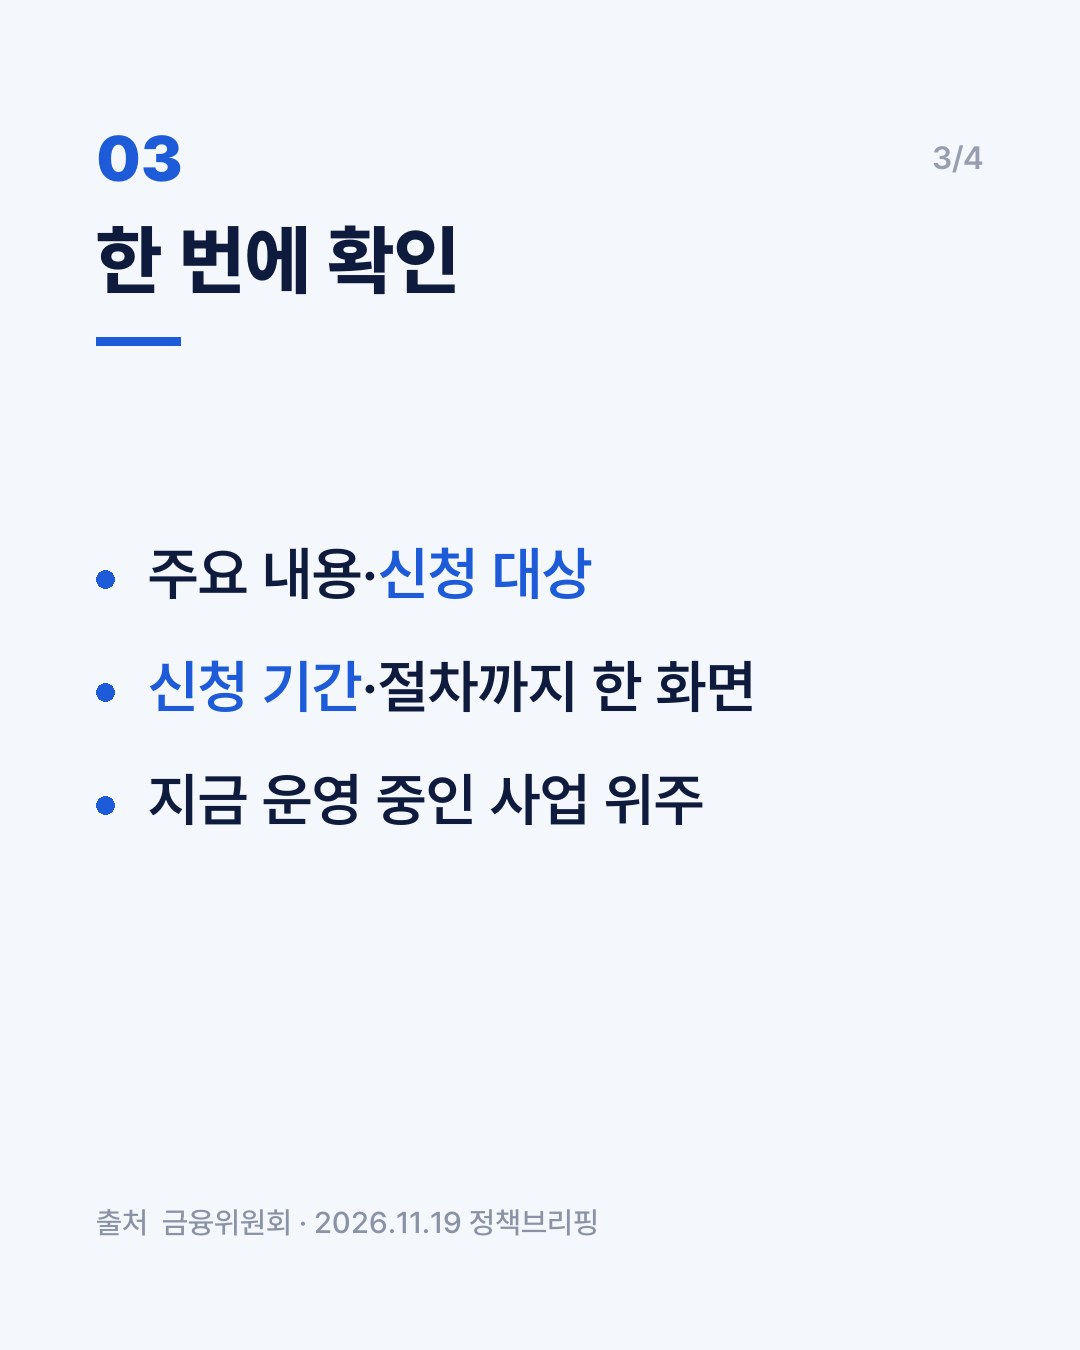 03
3/4
한 번에 확인
주요 내용·신청 대상
신청 기간·절차까지 한 화면
지금 운영 중인 사업 위주
출처 금융위원회 · 2026.11.19 정책브리핑